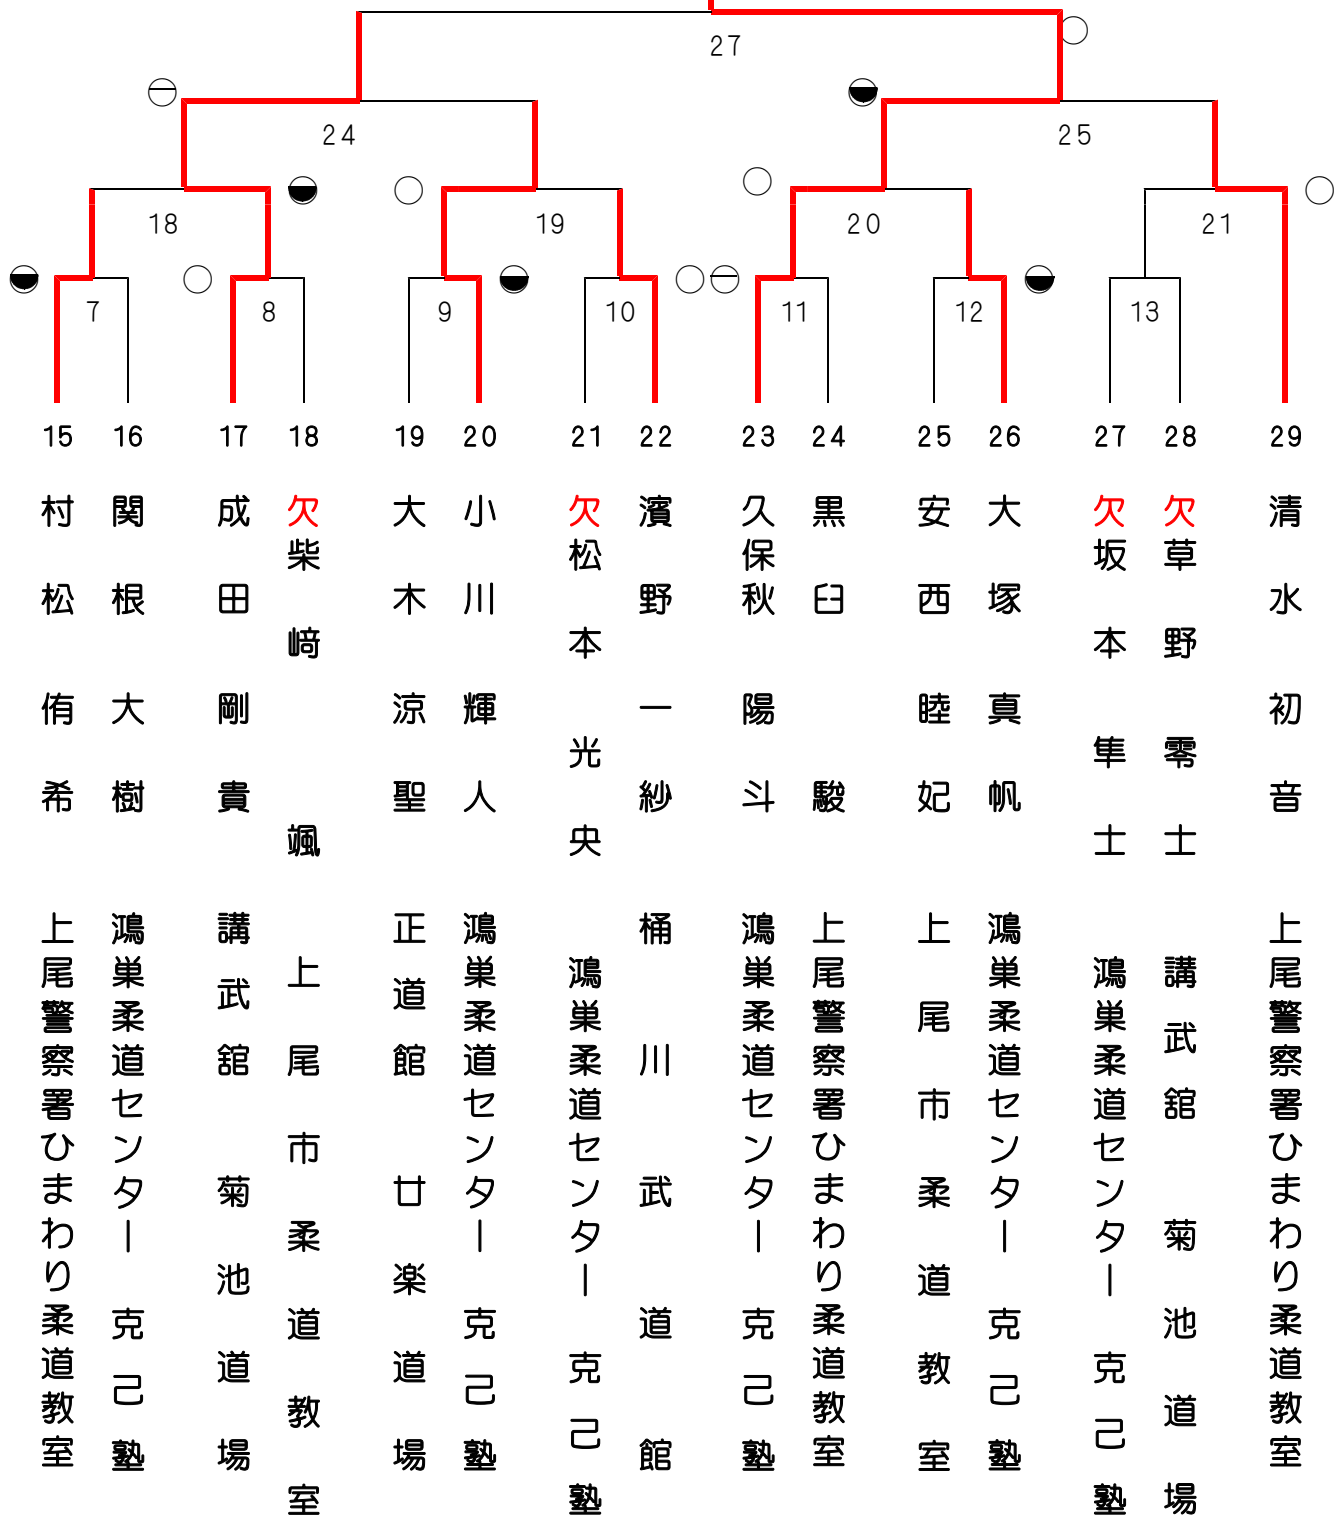 27
24
25
18
19
20
21
7
8
9
10
11
12
13
15
16
17
18
19
20
21
22
23
24
25
26
27
28
29
村松 侑希
関根 大樹
成田 剛貴
欠柴﨑 颯
大木 涼聖
小川 輝人
欠松本 光央
濱野 一紗
久保秋 陽斗
黒臼 駿
安西 睦妃
大塚 真帆
欠坂本 隼士
欠草野 零士
清水 初音
上尾警察署ひまわり柔道教室
鴻巣柔道センター 克己塾
講武舘 菊池道場
上尾市柔道教室
正道館 廿楽道場
鴻巣柔道センター 克己塾
鴻巣柔道センター 克己塾
桶川武道館
鴻巣柔道センター 克己塾
上尾警察署ひまわり柔道教室
上尾市柔道教室
鴻巣柔道センター 克己塾
鴻巣柔道センター 克己塾
講武舘 菊池道場
上尾警察署ひまわり柔道教室